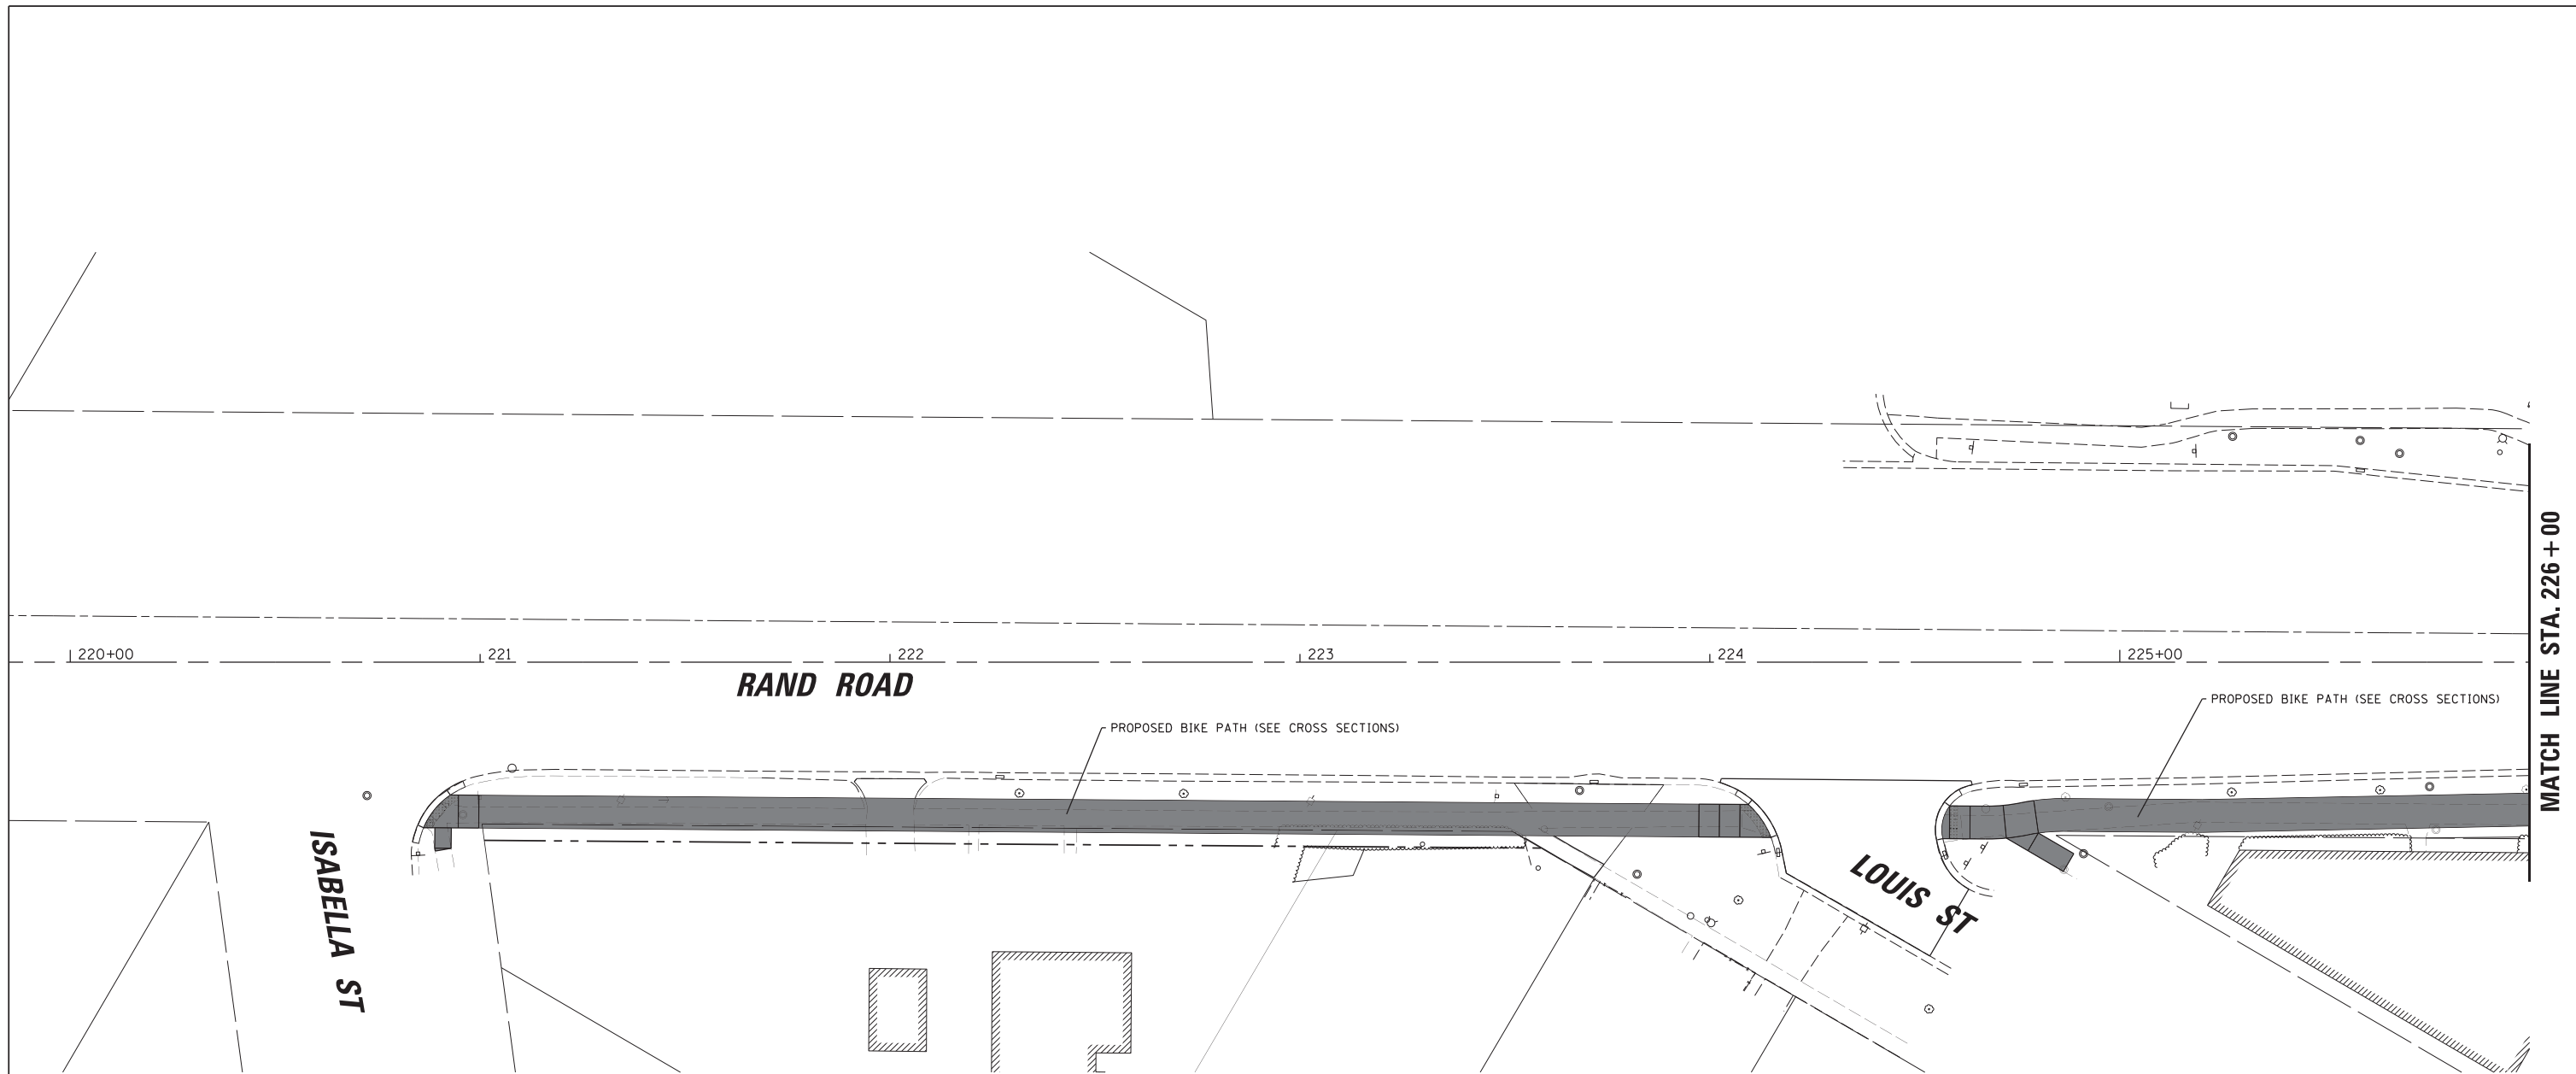 220+00
221
222
223
224
225+00
RAND ROAD
PROPOSED BIKE PATH (SEE CROSS SECTIONS)
PROPOSED BIKE PATH (SEE CROSS SECTIONS)
MATCH LINE STA. 226+00
ISABELLA ST
LOUIS ST